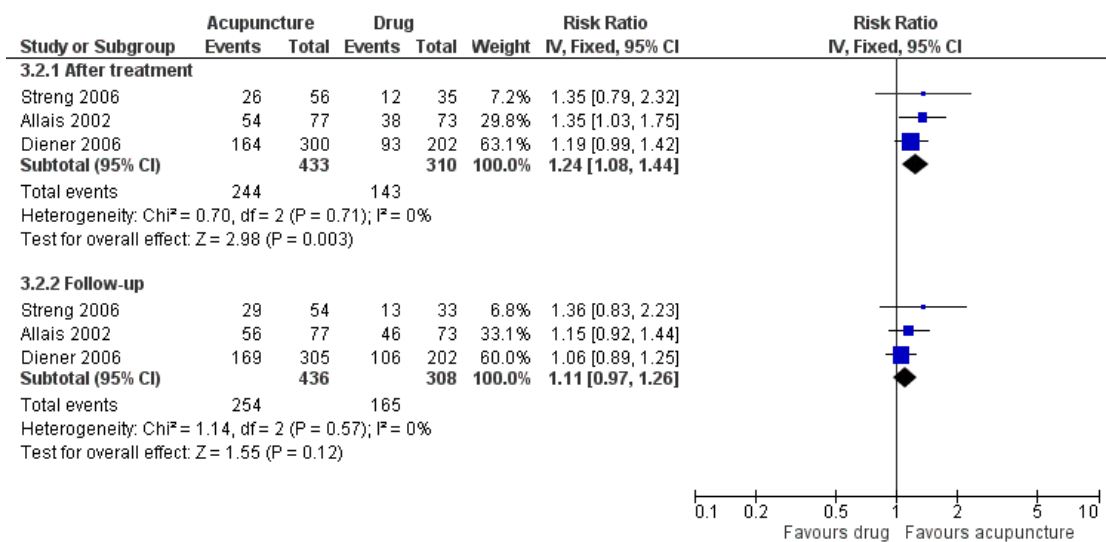 Acupuncture Drug Risk Ratio Risk Ratio
Study or Subgroup Events Total Events Total Weight IV, Fixed, 95% CI IV, Fixed, 95% CI
3.2.1 After treatment
Streng 2006 26 56 12 35 7.2% 1.35 [0.79, 2.32]
Allais 2002 54 77 38 73 29.8% 1.35 [1.03, 1.75]
Diener 2006 164 300 93 202 63.1% 1.19 [0.99, 1.42]
Subtotal (95% CI) 433 310 100.0% 1.24 [1.08, 1.44]
Total events 244 143
Heterogeneity: Chi² = 0.70, df = 2 (P = 0.71); I² = 0%
Test for overall effect: Z = 2.98 (P = 0.003)
3.2.2 Follow-up
Streng 2006 29 54 13 33 6.8% 1.36 [0.83, 2.23]
Allais 2002 56 77 46 73 33.1% 1.15 [0.92, 1.44]
Diener 2006 169 305 106 202 60.0% 1.06 [0.89, 1.25]
Subtotal (95% CI) 436 308 100.0% 1.11 [0.97, 1.26]
Total events 254 165
Heterogeneity: Chi² = 1.14, df = 2 (P = 0.57); I² = 0%
Test for overall effect: Z = 1.55 (P = 0.12)
0.1 0.2 0.5 1 2 5 10
Favours drug Favours acupuncture